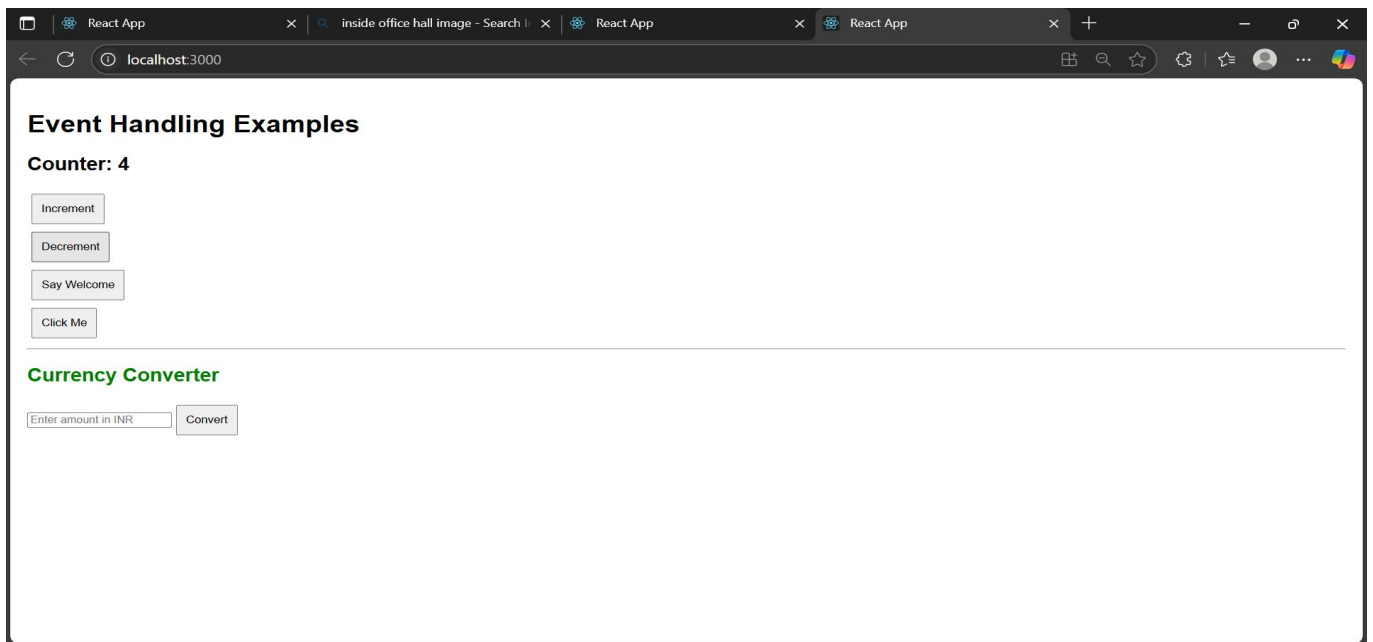 React App
inside office hall image - Search
React App
React App
localhost:3000
Event Handling Examples
Counter: 4
Increment
Decrement
Say Welcome
Click Me
Currency Converter
Enter amount in INR Convert